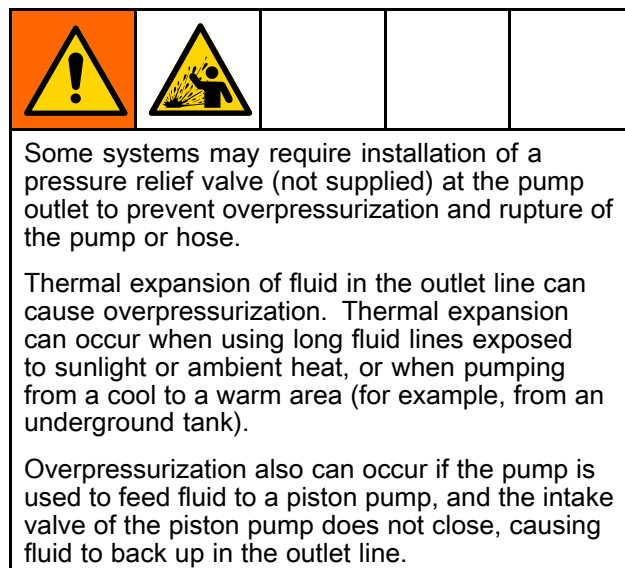 Some systems may require installation of a
pressure relief valve (not supplied) at the pump
outlet to prevent overpressurization and rupture of
the pump or hose.
Thermal expansion of fluid in the outlet line can
cause overpressurization. Thermal expansion
can occur when using long fluid lines exposed
to sunlight or ambient heat, or when pumping
from a cool to a warm area (for example, from an
underground tank).
Overpressurization also can occur if the pump is
used to feed fluid to a piston pump, and the intake
valve of the piston pump does not close, causing
fluid to back up in the outlet line.